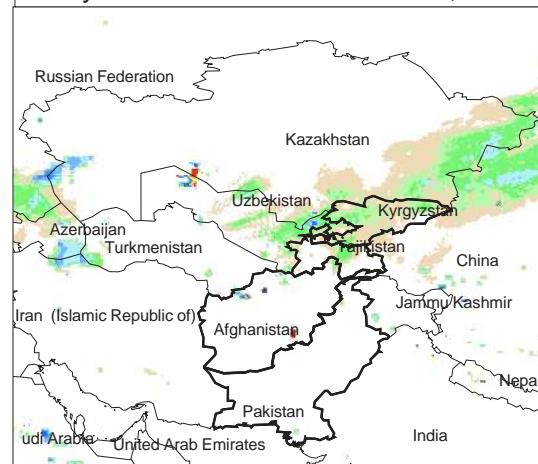 Russian Federation
Kazakhstan
Uzbekistan
Kyrgyzstan
Azerbaijan
Turkmenistan
Tajikistan
China
Jammu Kashmir
Iran (Islamic Republic of)
Afghanistan
Nepa
Pakistan
India
udi Arabia
United Arab Emirates